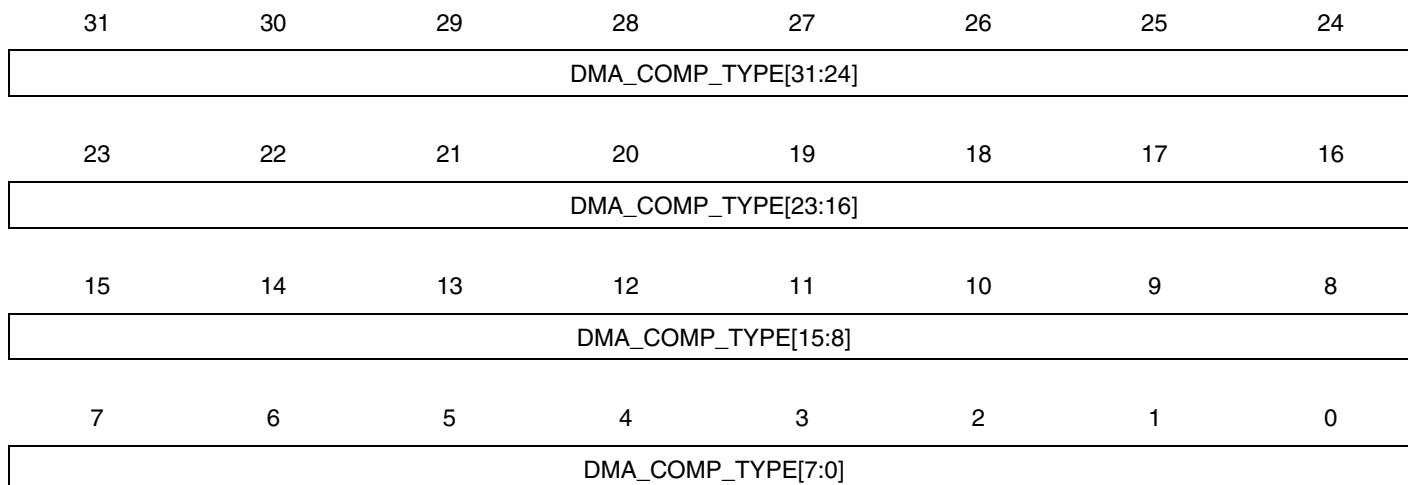 31 30 29 28 27 26 25 24
DMA_COMP_TYPE[31:24]
23 22 21 20 19 18 17 16
DMA_COMP_TYPE[23:16]
15 14 13 12 11 10 9 8
DMA_COMP_TYPE[15:8]
7 6 5 4 3 2 1 0
DMA_COMP_TYPE[7:0]